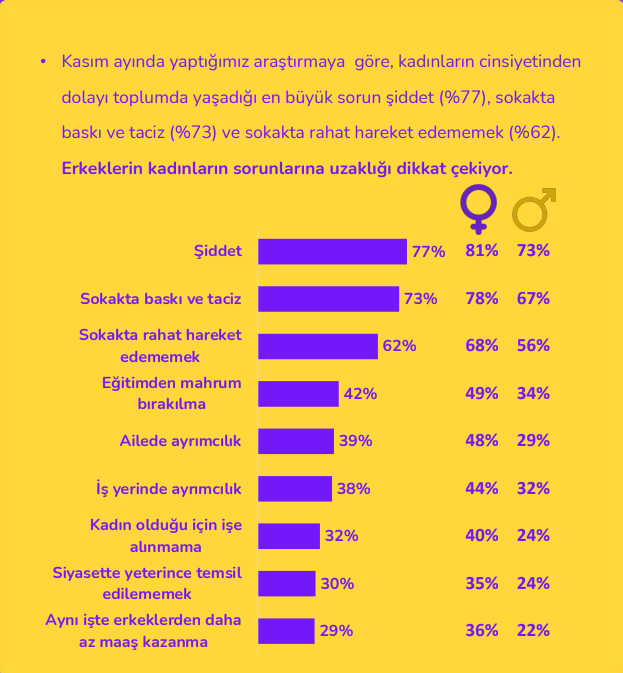 • Kasım ayında yaptığımız araştırmaya  göre, kadınların cinsiyetinden
dolayı toplumda yaşadığı en büyük sorun şiddet (%77), sokakta
baskı ve taciz (%73) ve sokakta rahat hareket edememek (%62).
Erkeklerin kadınların sorunlarına uzaklığı dikkat çekiyor.
Şiddet 77% 81% 73%
Sokakta baskı ve taciz 73% 78% 67%
Sokakta rahat hareket
edememek 62% 68% 56%
Eğitimden mahrum
bırakılma 42% 49% 34%
Ailede ayrımcılık 39% 48% 29%
İş yerinde ayrımcılık 38% 44% 32%
Kadın olduğu için işe
alınmama 32% 40% 24%
Siyasette yeterince temsil
edilememek 30% 35% 24%
Aynı işte erkeklerden daha
az maaş kazanma 29% 36% 22%